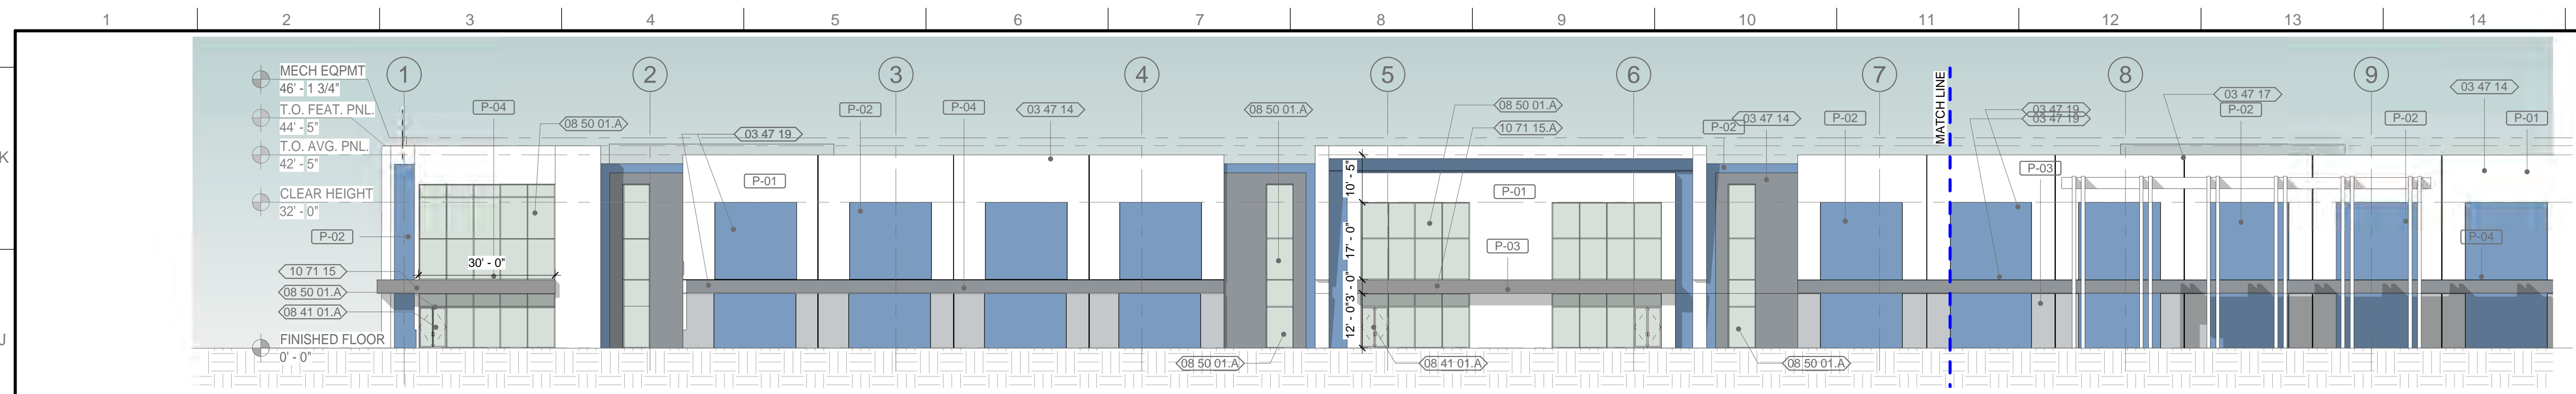 1 2 3 4 5 6 7 8 9 10 11 12 13 14
K
J
1 2 3 4 5 6 7 8 9
MECH EQPMT
46' - 1 3/4"
T.O. FEAT. PNL.
44' - 5"
T.O. AVG. PNL.
42' - 5"
CLEAR HEIGHT
32' - 0"
P-02
10 71 15
08 50 01.A
08 41 01.A
FINISHED FLOOR
0' - 0"
P-04
08 50 01.A
30' - 0"
03 47 19
P-01
P-02
P-04
03 47 14
08 50 01.A
08 50 01.A
10' - 5"
17' - 0"
3' - 0"
12' - 0"
08 50 01.A
10 71 15.A
P-01
P-03
08 41 01.A
P-02
03 47 14
08 50 01.A
P-02
MATCH LINE
03 47 19
03 47 19
P-03
03 47 17
P-02
P-02
03 47 14
P-01
P-04